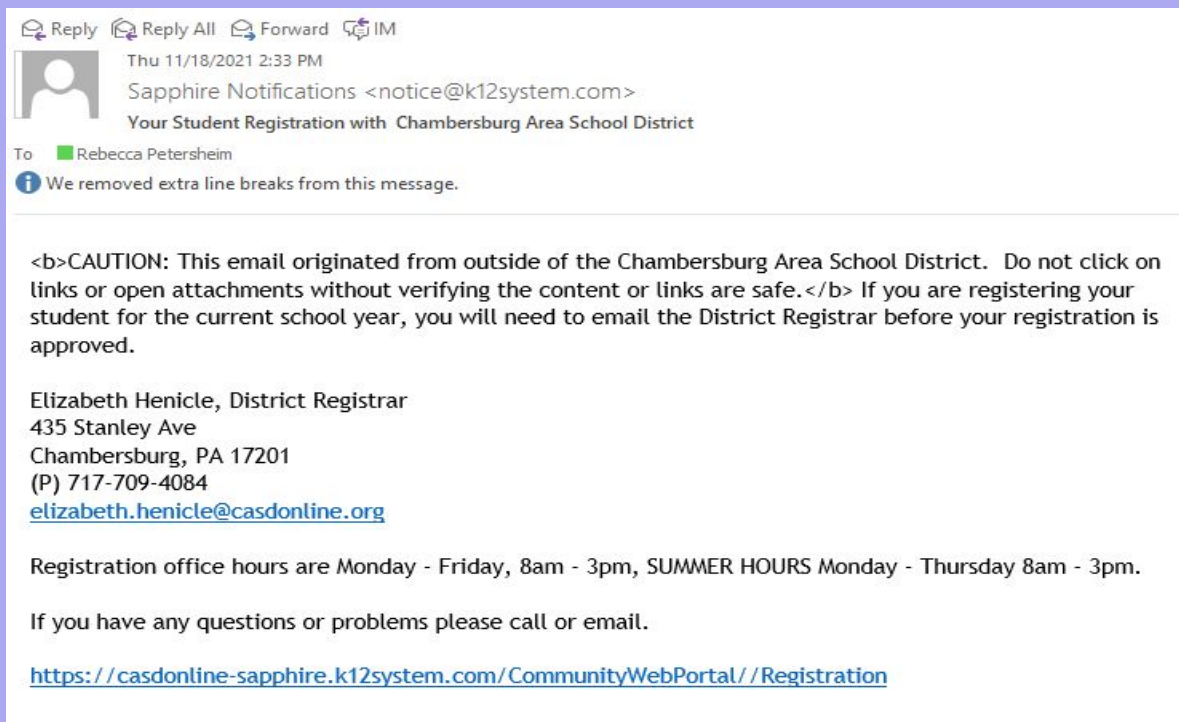 Reply Reply All Forward IM
Thu 11/18/2021 2:33 PM
Sapphire Notifications <notice@k12system.com>
Your Student Registration with Chambersburg Area School District
To Rebecca Petersheim
We removed extra line breaks from this message.
<b>CAUTION: This email originated from outside of the Chambersburg Area School District. Do not click on
links or open attachments without verifying the content or links are safe.</b> If you are registering your
student for the current school year, you will need to email the District Registrar before your registration is
approved.
Elizabeth Henicle, District Registrar
435 Stanley Ave
Chambersburg, PA 17201
(P) 717-709-4084
elizabeth.henicle@casdonline.org
Registration office hours are Monday - Friday, 8am - 3pm, SUMMER HOURS Monday - Thursday 8am - 3pm.
If you have any questions or problems please call or email.
https://casdonline-sapphire.k12system.com/CommunityWebPortal//Registration